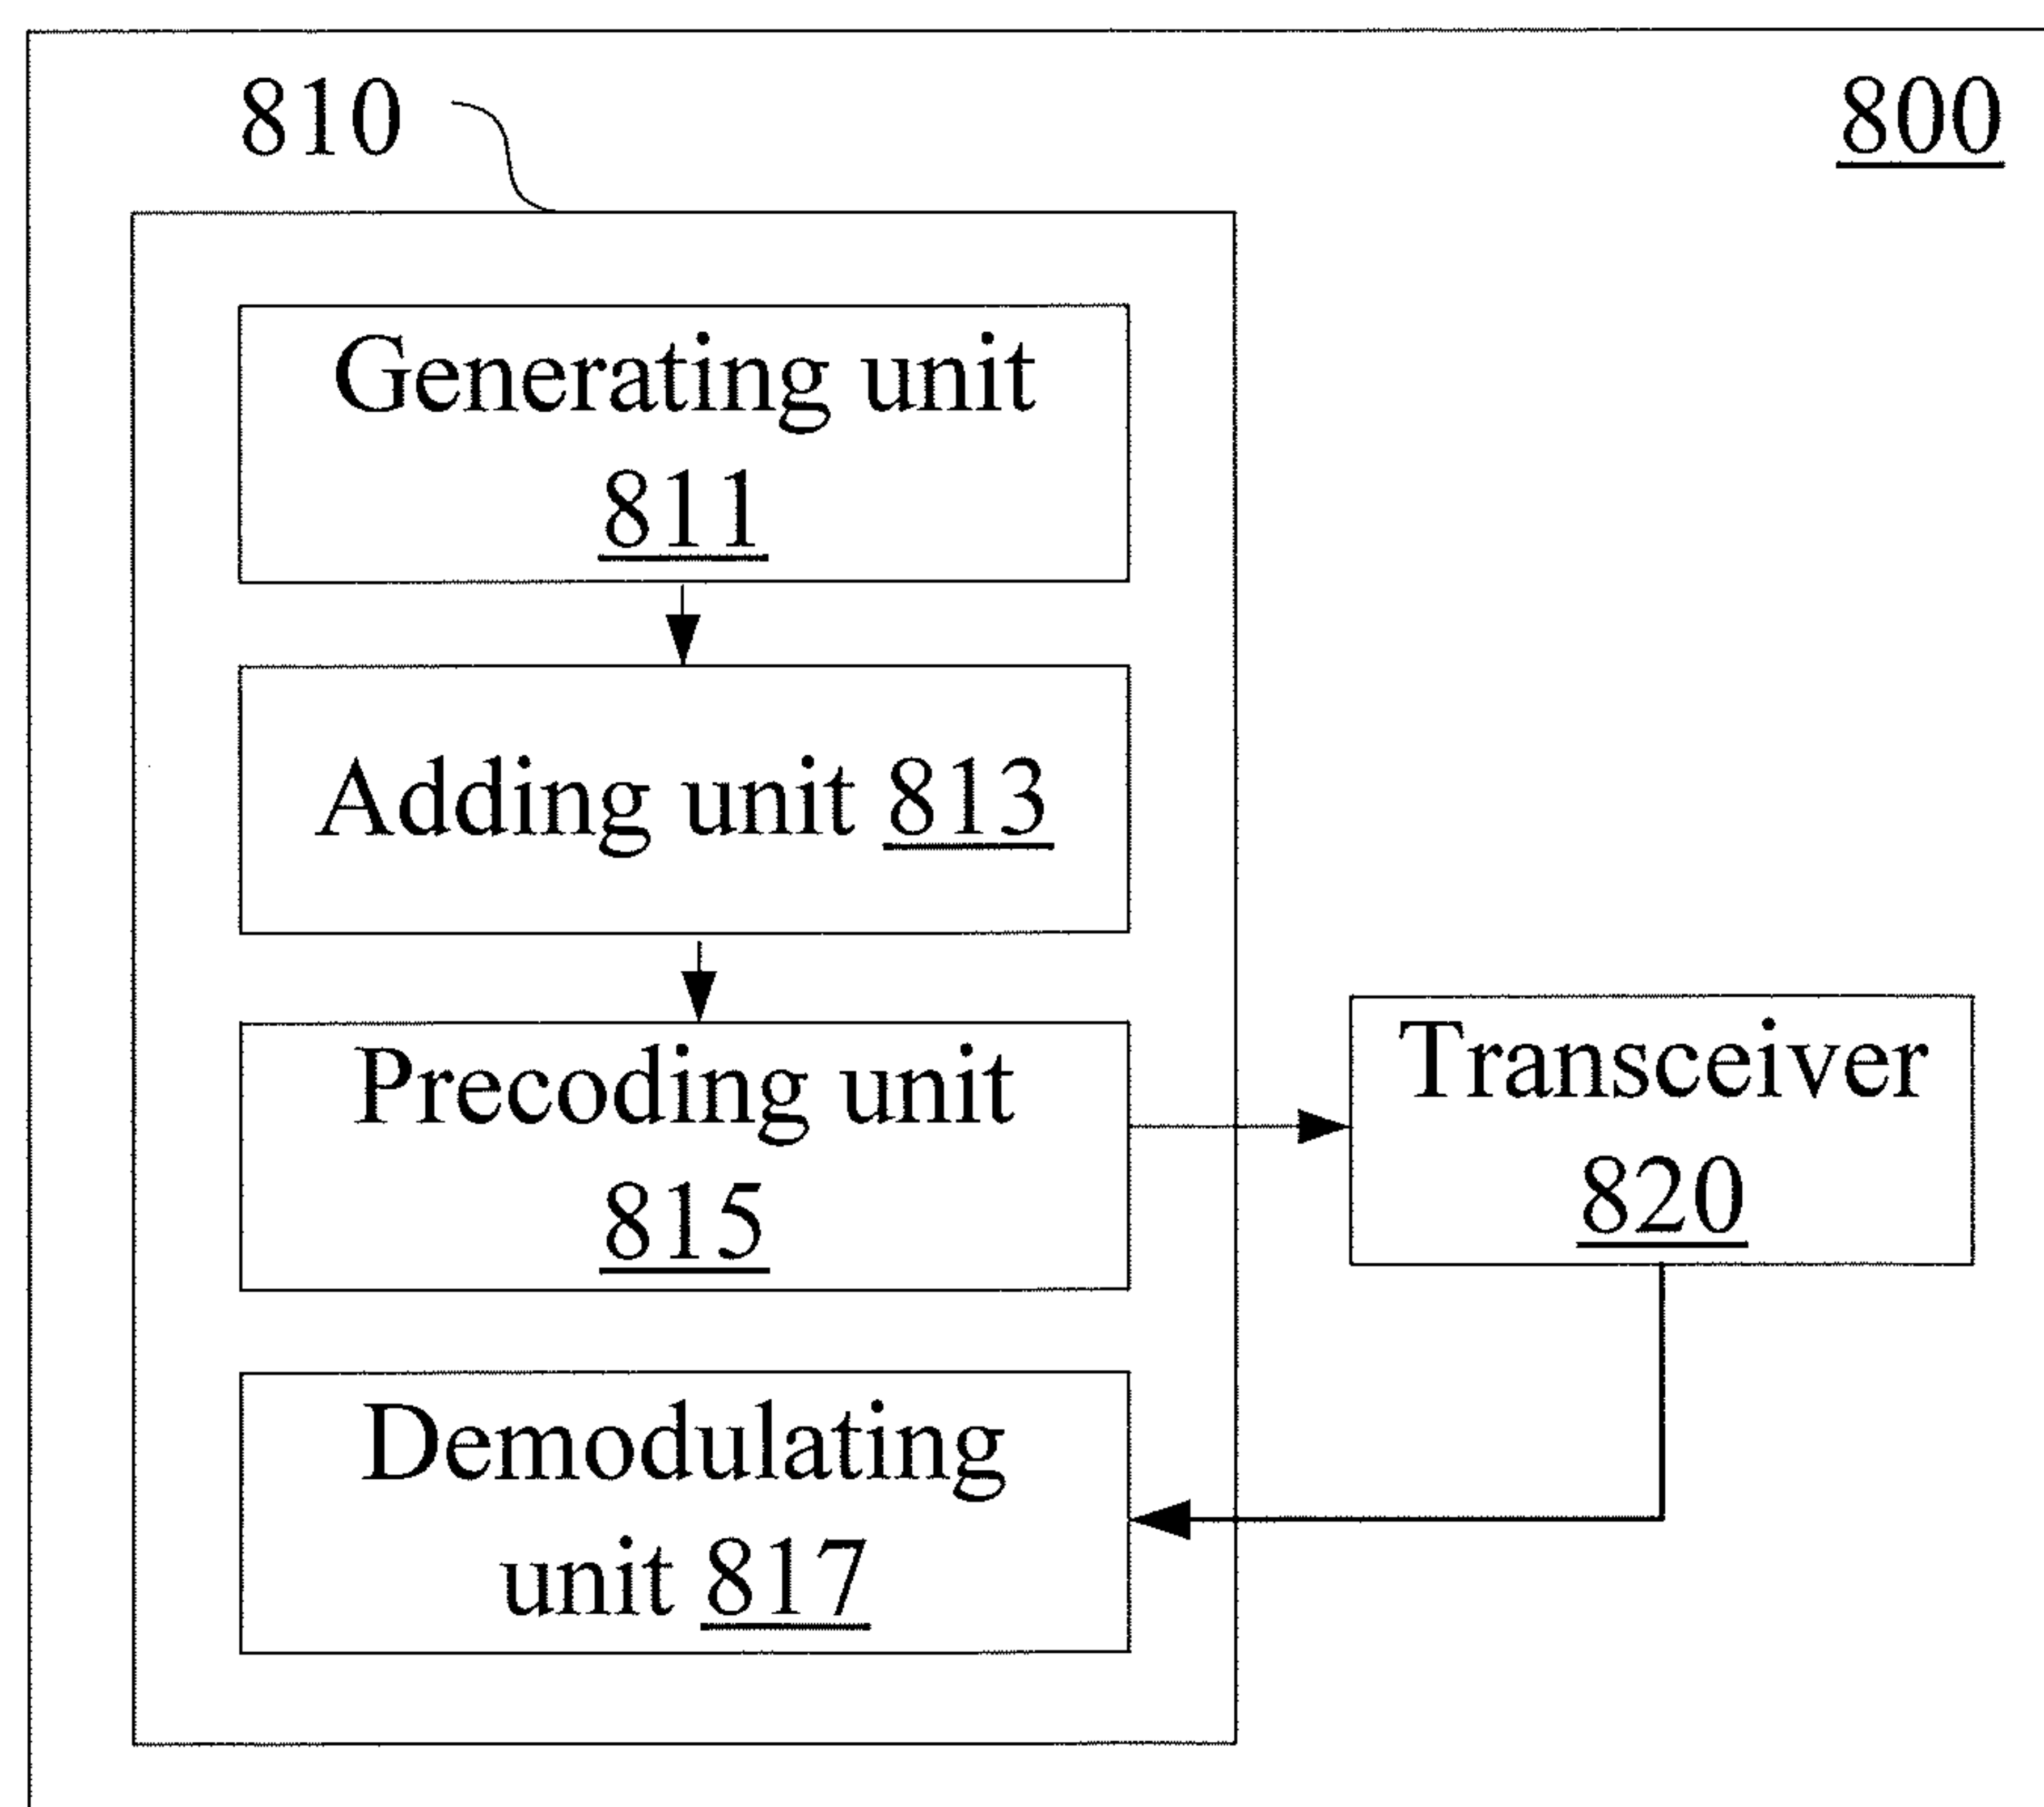 810
800
Generating unit
811
Adding unit 813
Precoding unit
815
Transceiver
820
Demodulating
unit 817